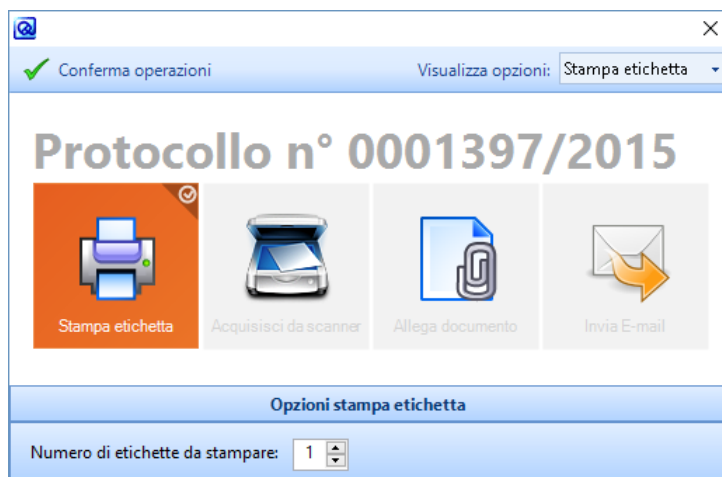 Conferma operazioni
Visualizza opzioni: Stampa etichetta
Protocollo n° 0001397/2015
Stampa etichetta
Acquisisci da scanner
Allega documento
Invia E-mail
Opzioni stampa etichetta
Numero di etichette da stampare: 1